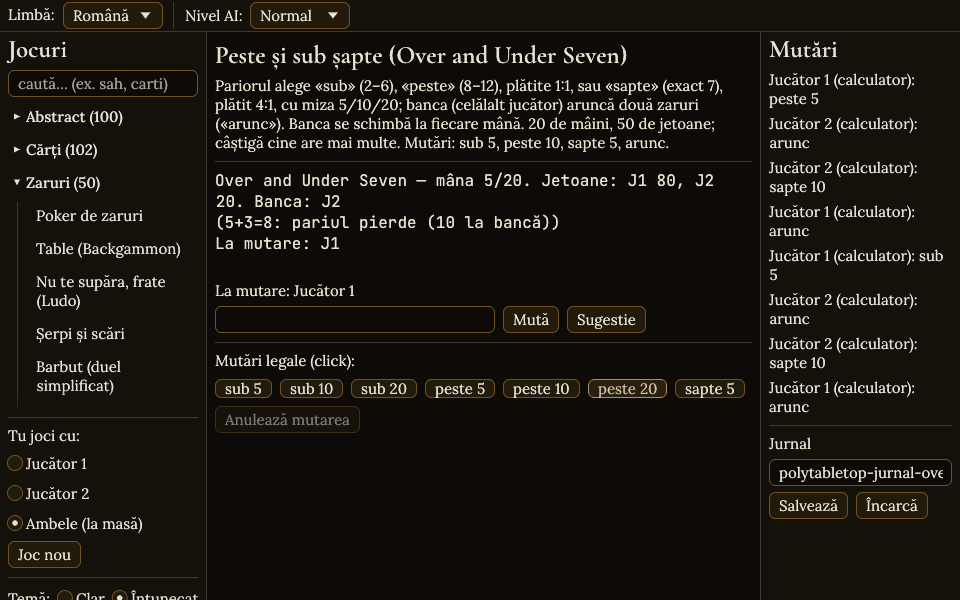 Limbă: Română ▼ Nivel AI: Normal ▼
Jocuri
caută... (ex. sah, carti)
▸ Abstract (100)
▸ Cărți (102)
▾ Zaruri (50)
Poker de zaruri
Table (Backgammon)
Nu te supăra, frate
(Ludo)
Șerpi și scări
Barbut (duel
simplificat)
Tu joci cu:
Jucător 1
Jucător 2
Ambele (la masă)
Joc nou
Temă: Clar Întunecat
Peste și sub șapte (Over and Under Seven)
Pariorul alege «sub» (2–6), «peste» (8–12), plătite 1:1, sau «sapte» (exact 7),
plătit 4:1, cu miza 5/10/20; banca (celălalt jucător) aruncă două zaruri
(«arunc»). Banca se schimbă la fiecare mână. 20 de mâini, 50 de jetoane;
câștigă cine are mai multe. Mutări: sub 5, peste 10, sapte 5, arunc.
Over and Under Seven — mâna 5/20. Jetoane: J1 80, J2
20. Banca: J2
(5+3=8: pariul pierde (10 la bancă))
La mutare: J1
La mutare: Jucător 1
Mută Sugestie
Mutări legale (click):
sub 5 sub 10 sub 20 peste 5 peste 10 peste 20 sapte 5
Anulează mutarea
Mutări
Jucător 1 (calculator):
peste 5
Jucător 2 (calculator):
arunc
Jucător 2 (calculator):
sapte 10
Jucător 1 (calculator):
arunc
Jucător 1 (calculator): sub
5
Jucător 2 (calculator):
arunc
Jucător 2 (calculator):
sapte 10
Jucător 1 (calculator):
arunc
Jurnal
polytabletop-jurnal-ove
Salvează Încarcă